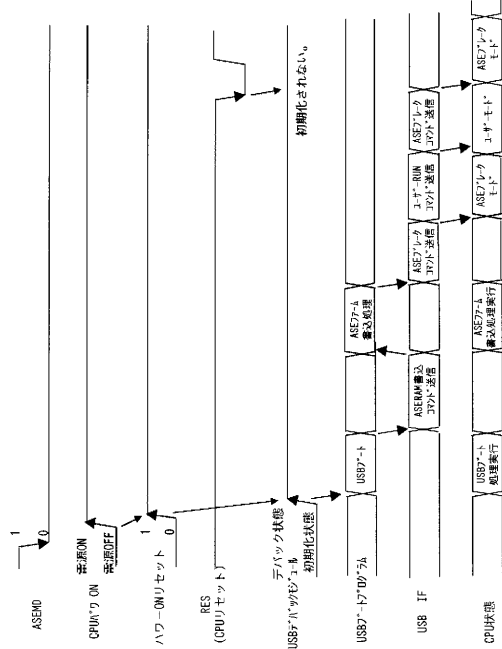 ASEMD
1
0
CPUパワON
電源ON
電源OFF
パワーONリセット
1
0
RES
(CPUリセット)
初期化されない。
USBデバックモジュール
デバック状態
初期化状態
USBブートプログラム
USBブート
ASEファーム
書込処理
USB IF
ASERAM書込
コマンド送信
ASEブレーク
コマンド送信
ユーザーRUN
コマンド送信
ASEブレーク
コマンド送信
CPU状態
USBブート
処理実行
ASEファーム
書込処理実行
ASEブレーク
モード
ユーザーモード
ASEブレーク
モード